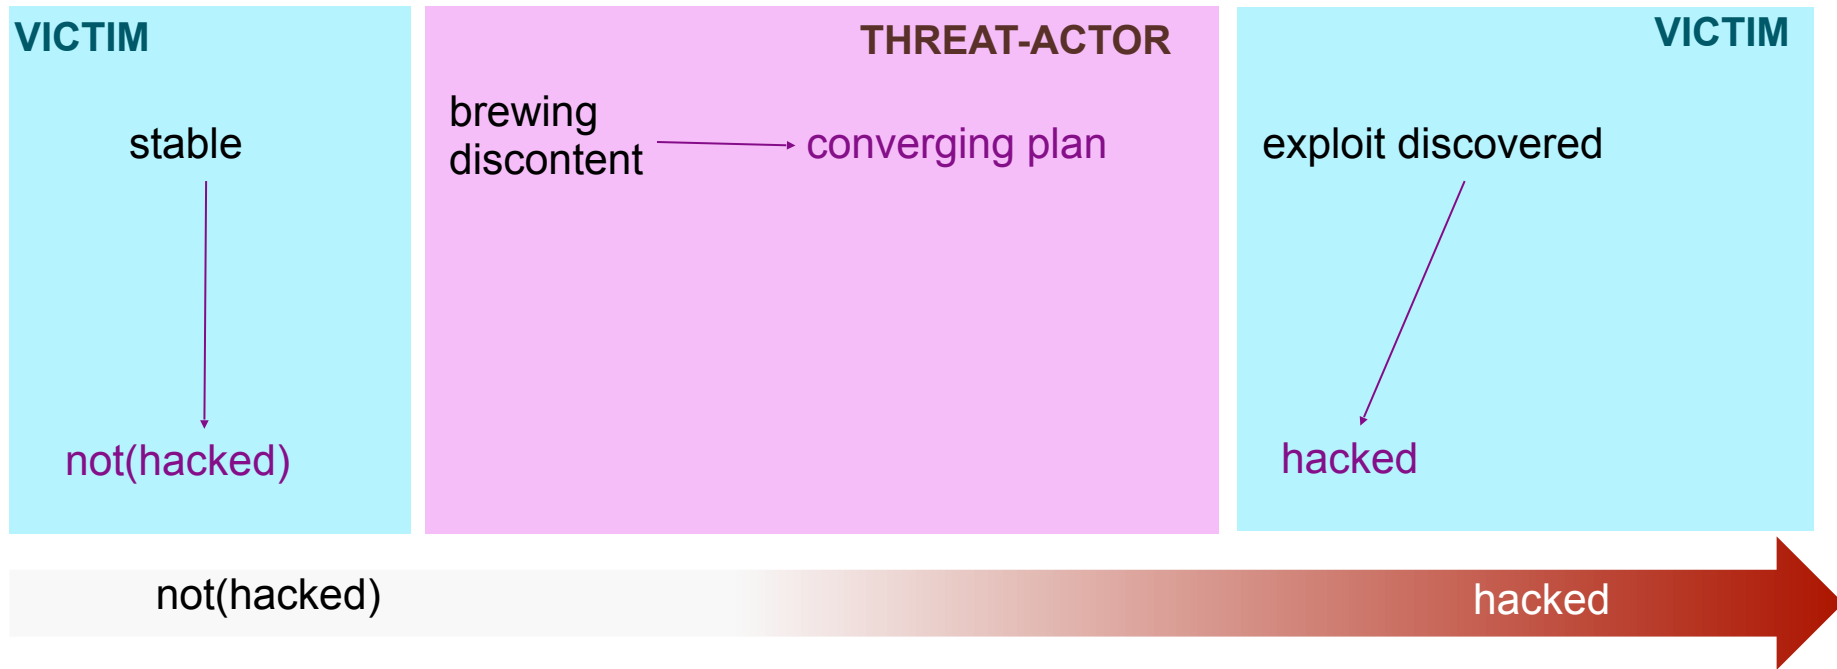 VICTIM
stable
not(hacked)
THREAT-ACTOR
brewing
discontent
converging plan
VICTIM
exploit discovered
hacked
not(hacked)
hacked